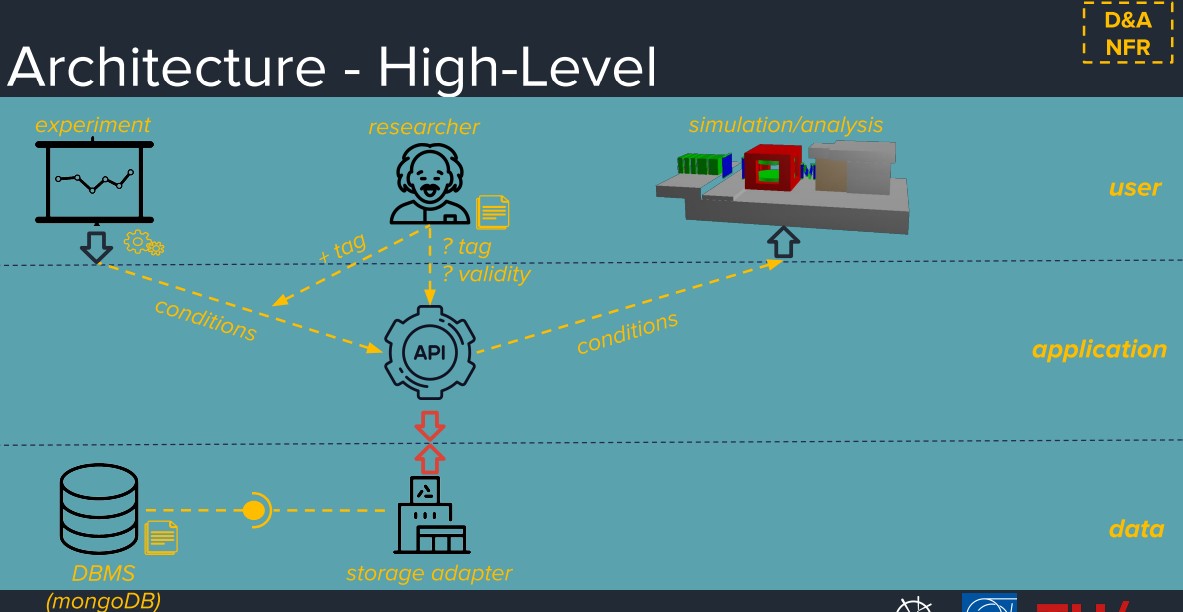 D&A
NFR
Architecture - High-Level
experiment
researcher
simulation/analysis
user
+ tag
? tag
? validity
conditions
conditions
API
application
data
DBMS
(mongoDB)
storage adapter